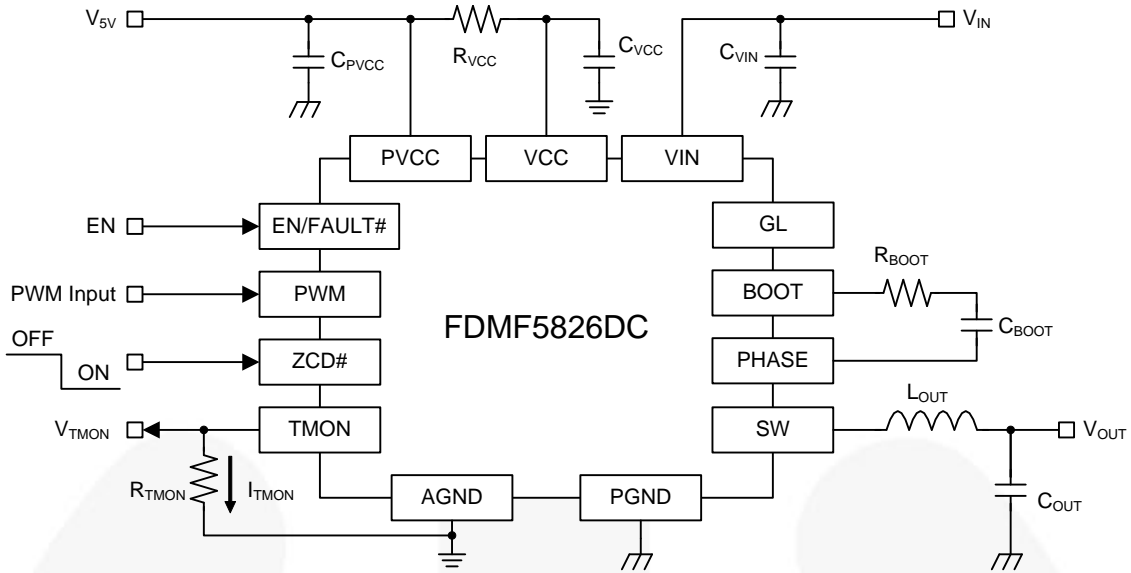 V5V
RVCC
VIN
CPVCC
CVCC
CVIN
PVCC
VCC
VIN
EN
EN/FAULT#
GL
RBOOT
PWM Input
PWM
BOOT
FDMF5826DC
CBOOT
OFF
ON
ZCD#
PHASE
LOUT
VTMON
TMON
SW
VOUT
RTMON
ITMON
AGND
PGND
COUT